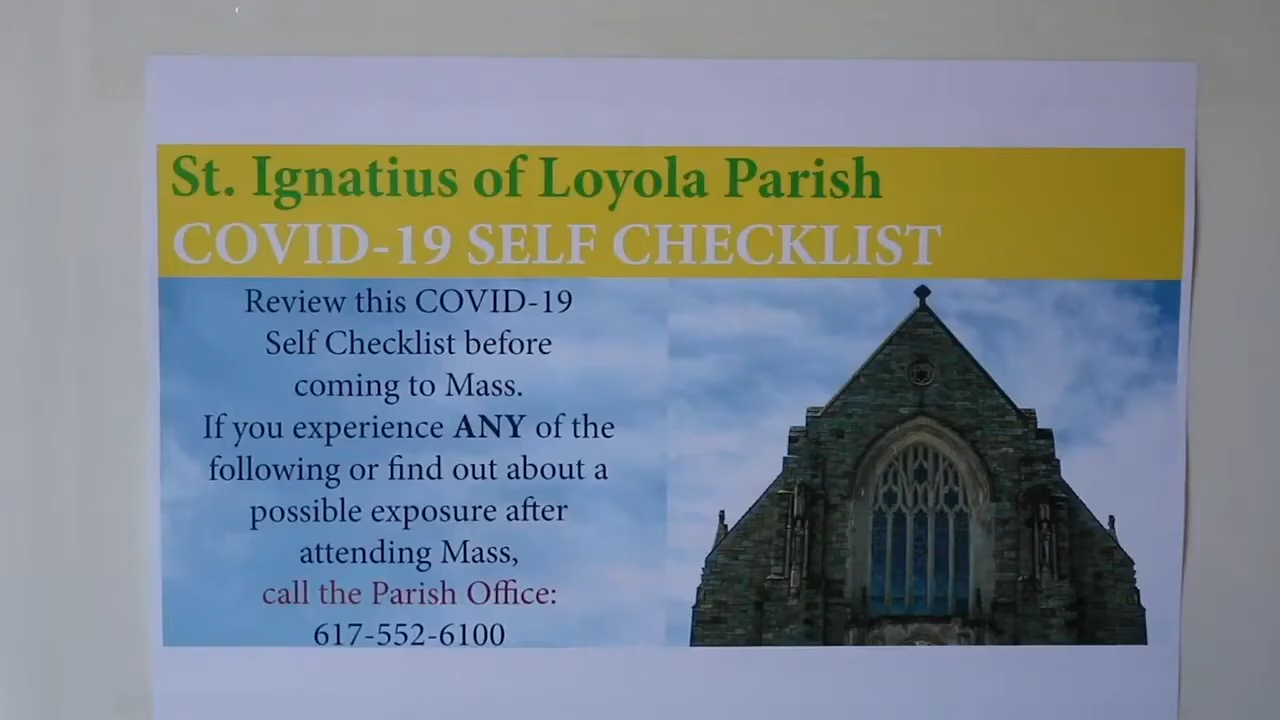 St. Ignatius of Loyola Parish
COVID-19 SELF CHECKLIST
Review this COVID-19
Self Checklist before
coming to Mass.
If you experience ANY of the
following or find out about a
possible exposure after
attending Mass,
call the Parish Office:
617-552-6100